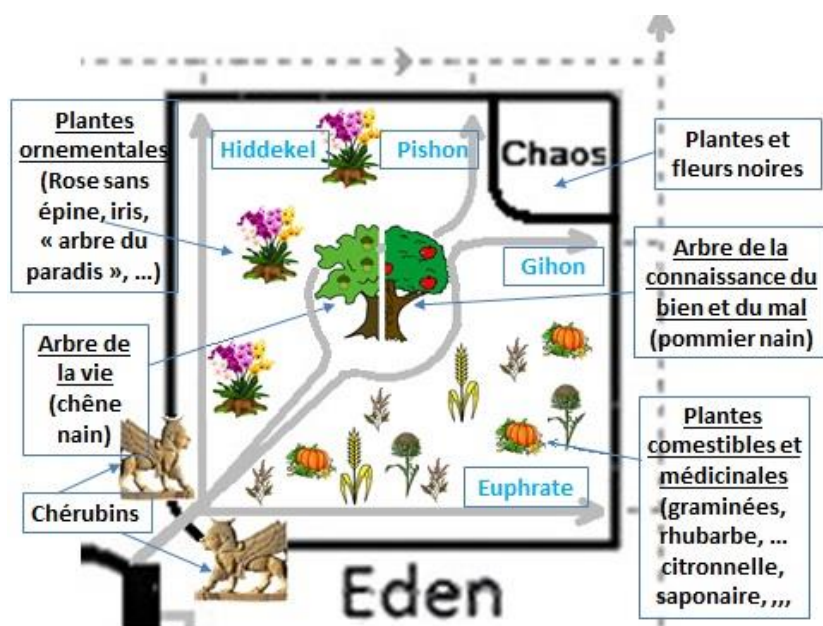 Plantes
ornementales
(Rose sans
épine, iris,
« arbre du
paradis », ...)
Hiddekel
Pishon
Chaos
Plantes et
fleurs noires
Gihon
Arbre de la
connaissance du
bien et du mal
(pommier nain)
Arbre de
la vie
(chêne
nain)
Chérubins
Euphrate
Plantes
comestibles et
médicinales
(graminées,
rhubarbe, ...
citronnelle,
saponaire, ,,,
Eden